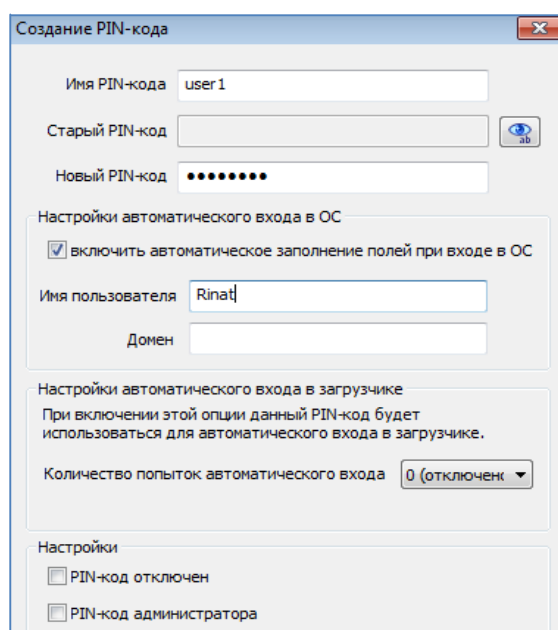 Создание PIN-кода
Имя PIN-кода user1
Старый PIN-код
ab
Новый PIN-код ••••••••
Настройки автоматического входа в ОС
включить автоматическое заполнение полей при входе в ОС
Имя пользователя Rinat
Домен
Настройки автоматического входа в загрузчике
При включении этой опции данный PIN-код будет
использоваться для автоматического входа в загрузчике.
Количество попыток автоматического входа 0 (отключен
Настройки
PIN-код отключен
PIN-код администратора